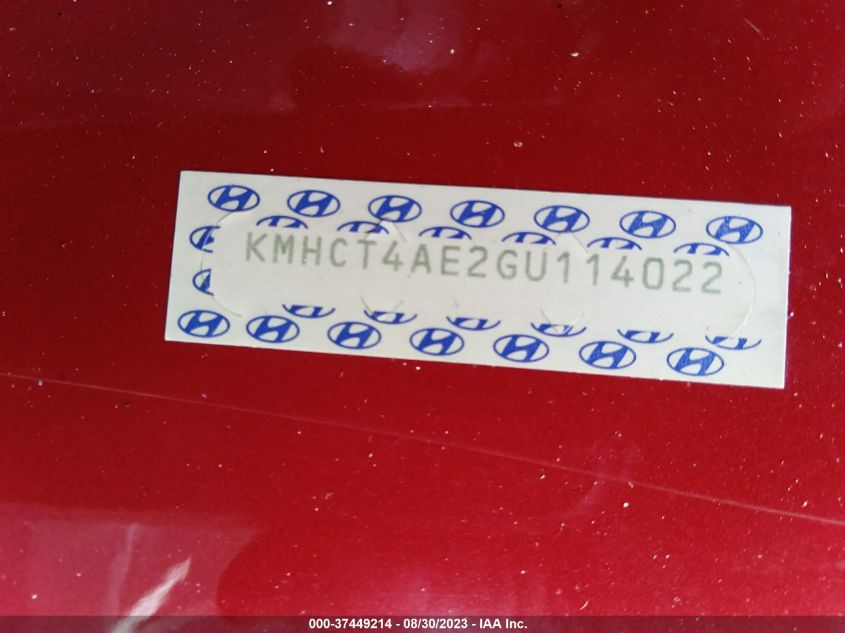 KMHCT4AE2GU114022
000-37449214 - 08/30/2023 - IAA Inc.